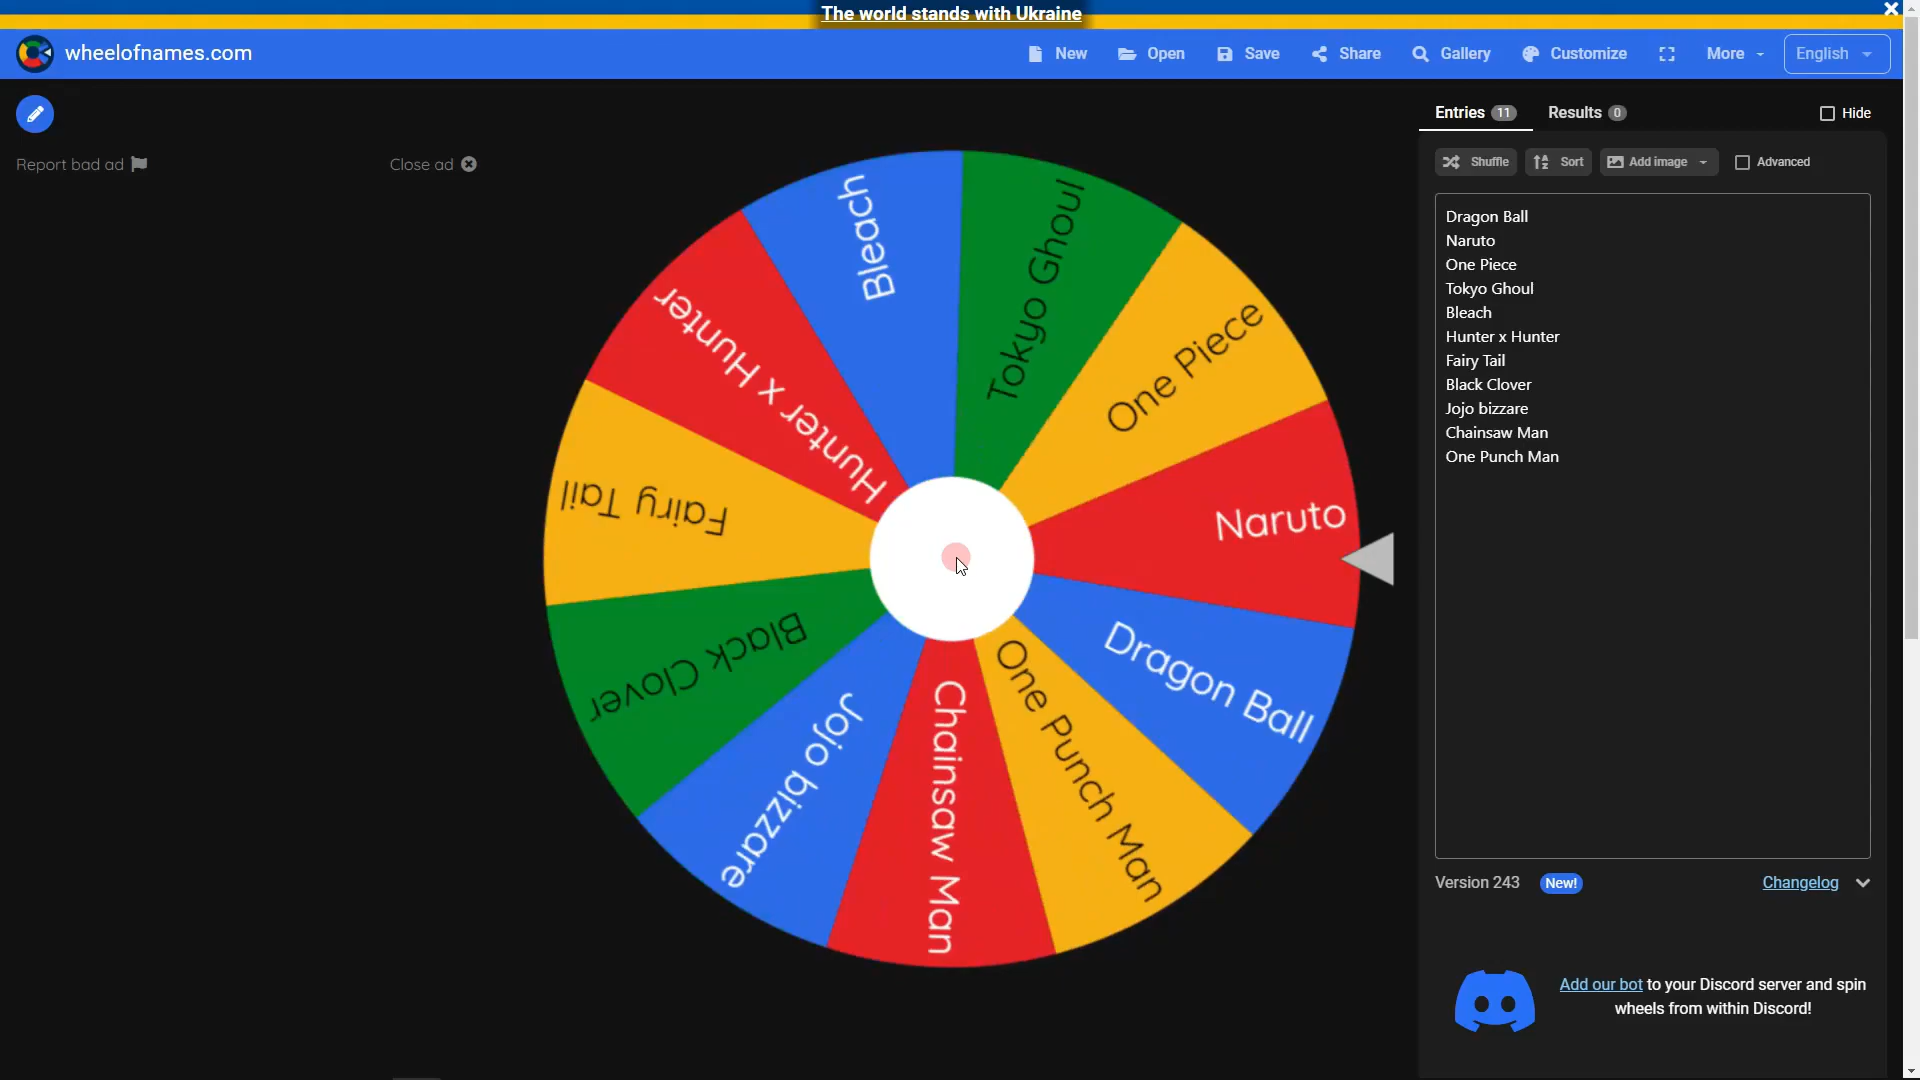 The world stands with Ukraine
wheelofnames.com
New
Open
Save
Share
Gallery
Customize
More
English
Report bad ad
Close ad
Bleach
Tokyo Ghoul
One Piece
Naruto
Dragon Ball
One Punch Man
Chainsaw Man
Jojo bizzare
Black Clover
Fairy Tail
Hunter x Hunter
Entries 11
Results 0
Hide
Shuffle
Sort
Add image
Advanced
Dragon Ball
Naruto
One Piece
Tokyo Ghoul
Bleach
Hunter x Hunter
Fairy Tail
Black Clover
Jojo bizzare
Chainsaw Man
One Punch Man
Version 243
New!
Changelog
Add our bot to your Discord server and spin
wheels from within Discord!